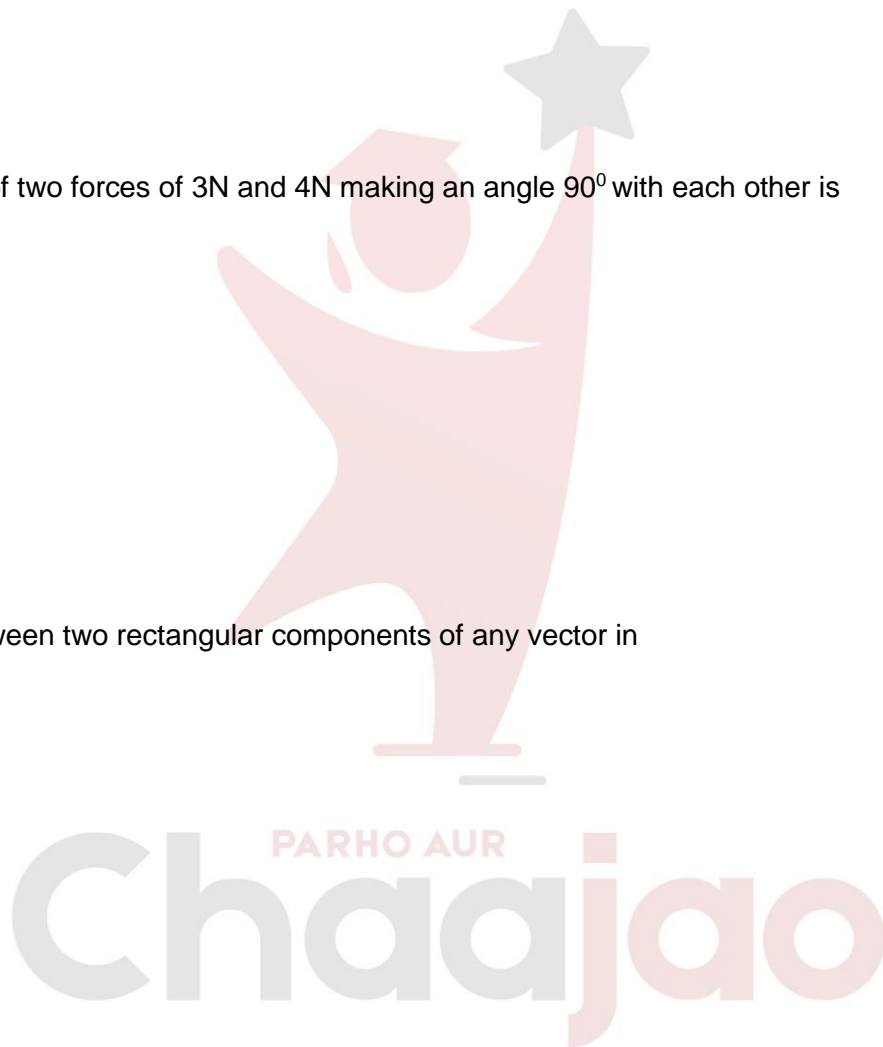 f two forces of 3N and 4N making an angle 90⁰ with each other is
ween two rectangular components of any vector in
PARHO AUR
Chaajao